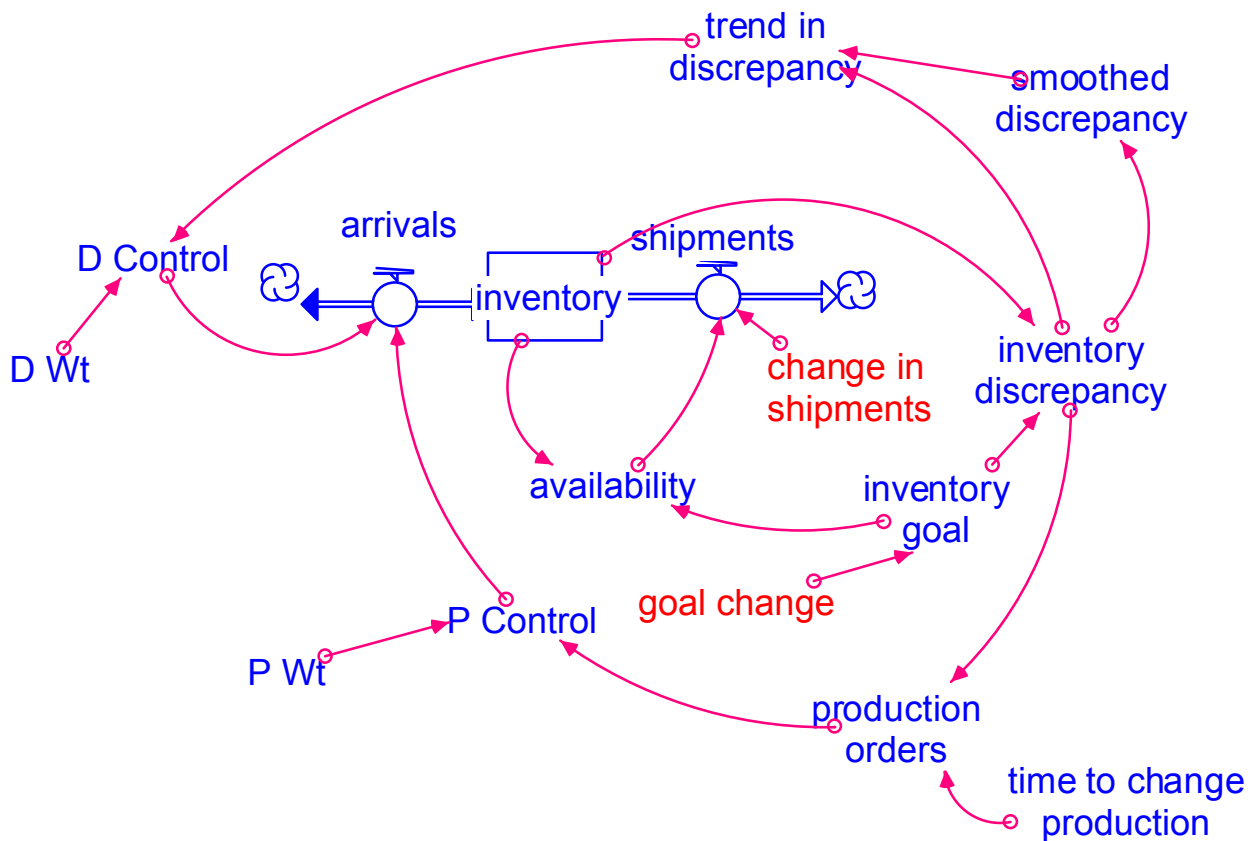 trend in
discrepancy
smoothed
discrepancy
arrivals
shipments
D Control
inventory
D Wt
change in
shipments
inventory
discrepancy
availability
inventory
goal
goal change
P Control
P Wt
production
orders
time to change
production